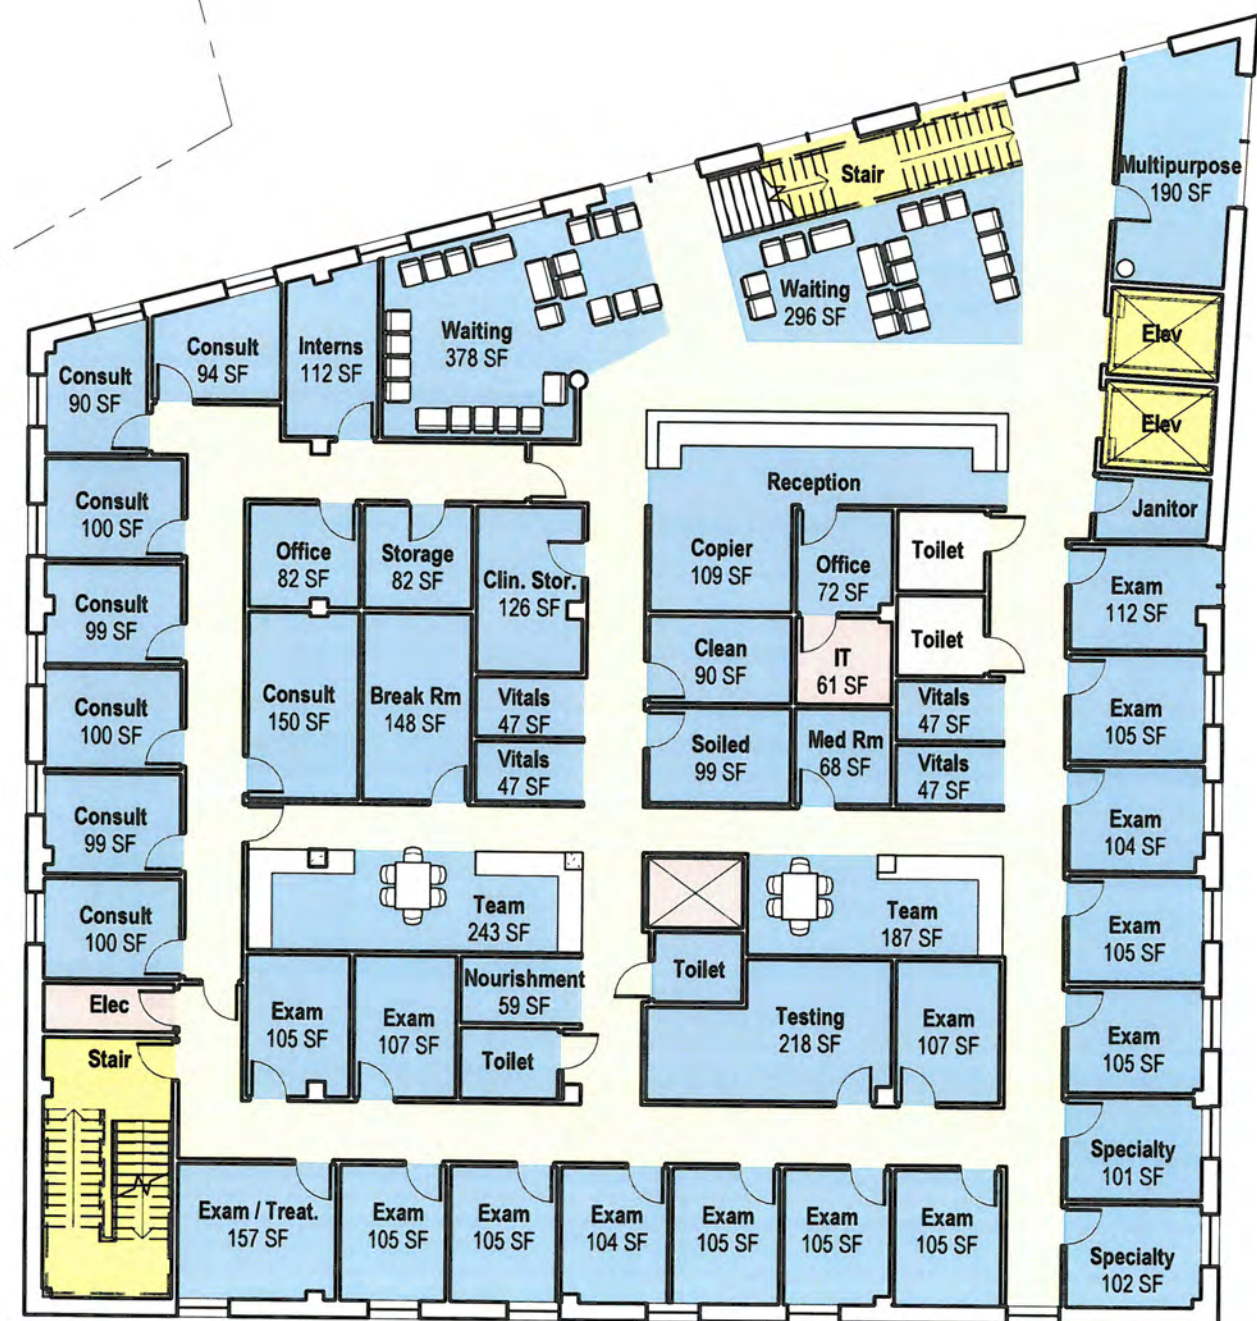 Stair
Multipurpose
190 SF
Waiting
296 SF
Waiting
378 SF
Elev
Elev
Consult
94 SF
Interns
112 SF
Consult
90 SF
Consult
100 SF
Reception
Janitor
Office
82 SF
Storage
82 SF
Clin. Stor.
126 SF
Copier
109 SF
Office
72 SF
Toilet
Exam
112 SF
Consult
99 SF
Clean
90 SF
IT
61 SF
Toilet
Consult
100 SF
Consult
150 SF
Break Rm
148 SF
Vitals
47 SF
Vitals
47 SF
Exam
105 SF
Soiled
99 SF
Med Rm
68 SF
Vitals
47 SF
Vitals
47 SF
Consult
99 SF
Exam
104 SF
Consult
100 SF
Team
243 SF
Team
187 SF
Exam
105 SF
Elec
Nourishment
59 SF
Toilet
Exam
105 SF
Exam
107 SF
Testing
218 SF
Exam
107 SF
Exam
105 SF
Stair
Toilet
Specialty
101 SF
Exam / Treat.
157 SF
Exam
105 SF
Exam
105 SF
Exam
104 SF
Exam
105 SF
Exam
105 SF
Exam
105 SF
Specialty
102 SF